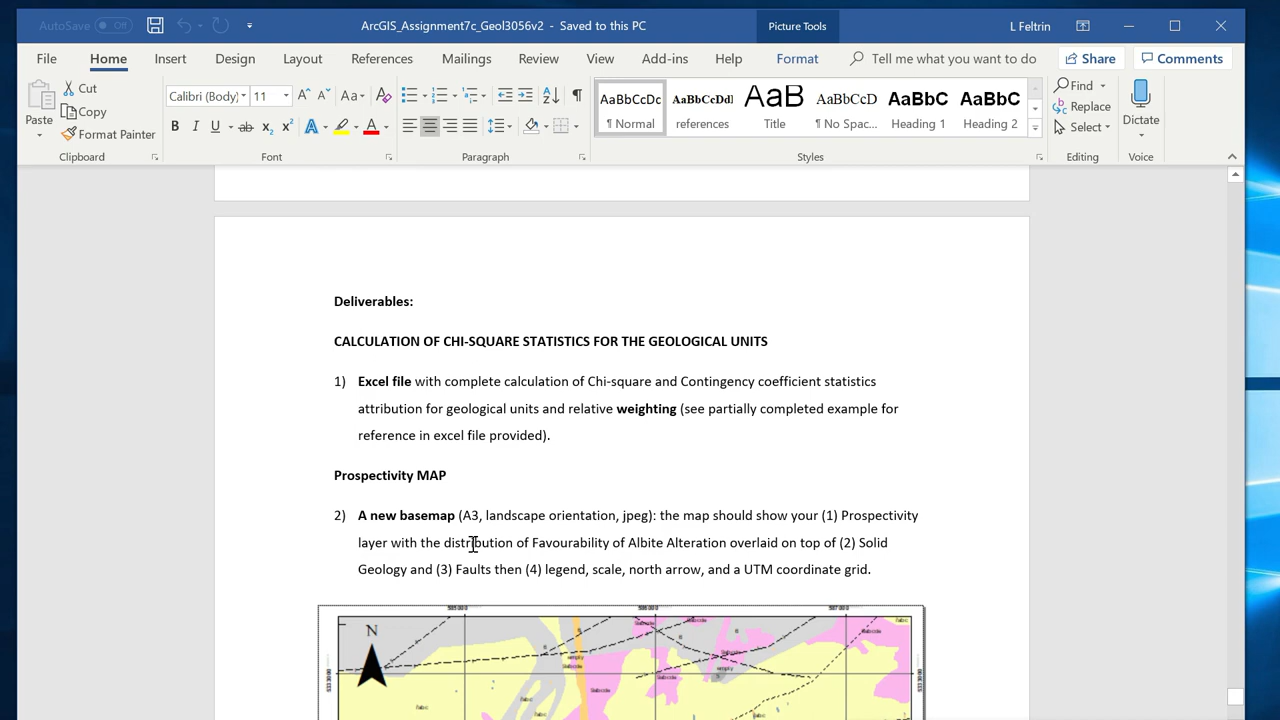 AutoSave Off
ArcGIS_Assignment7c_Geol3056v2 - Saved to this PC
Picture Tools
L Feltrin
File Home Insert Design Layout References Mailings Review View Add-ins Help Format Tell me what you want to do Share Comments
Paste
Cut
Copy
Format Painter
Clipboard
Calibri (Body) 11
Font
Paragraph
AaBbCcDc AaBbCcDdI AaB AaBbCcD AaBbC AaBbC
¶ Normal references Title ¶ No Spac... Heading 1 Heading 2
Styles
Find
Replace
Select
Editing
Dictate
Voice
Deliverables:
CALCULATION OF CHI-SQUARE STATISTICS FOR THE GEOLOGICAL UNITS
1) Excel file with complete calculation of Chi-square and Contingency coefficient statistics
attribution for geological units and relative weighting (see partially completed example for
reference in excel file provided).
Prospectivity MAP
2) A new basemap (A3, landscape orientation, jpeg): the map should show your (1) Prospectivity
layer with the distribution of Favourability of Albite Alteration overlaid on top of (2) Solid
Geology and (3) Faults then (4) legend, scale, north arrow, and a UTM coordinate grid.
N
empty
empty